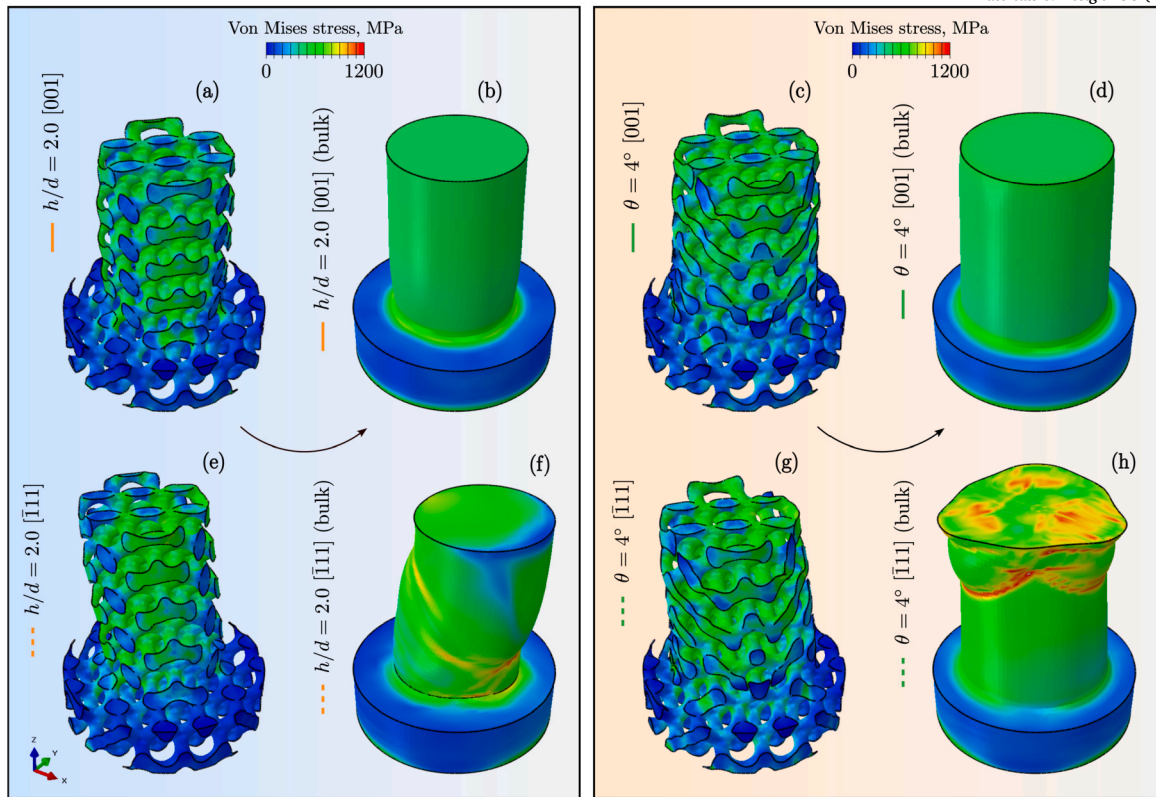 Von Mises stress, MPa
0 1200
(a)
h/d = 2.0 [001]
(b)
h/d = 2.0 [001] (bulk)
Von Mises stress, MPa
0 1200
(c)
θ = 4° [001]
(d)
θ = 4° [001] (bulk)
(e)
h/d = 2.0 [1̄11]
(f)
h/d = 2.0 [1̄11] (bulk)
(g)
θ = 4° [1̄11]
(h)
θ = 4° [1̄11] (bulk)
Z
Y
X